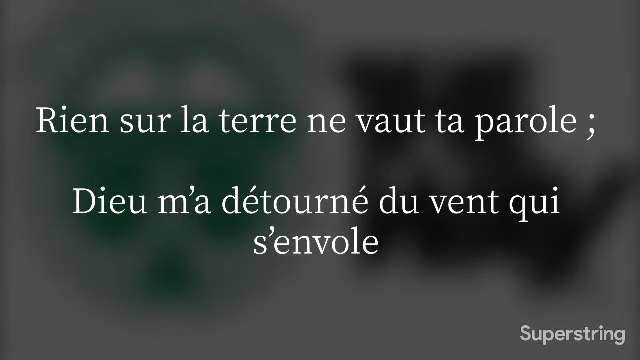 Rien sur la terre ne vaut ta parole ;
Dieu m’a détourné du vent qui
s’envole
Superstring